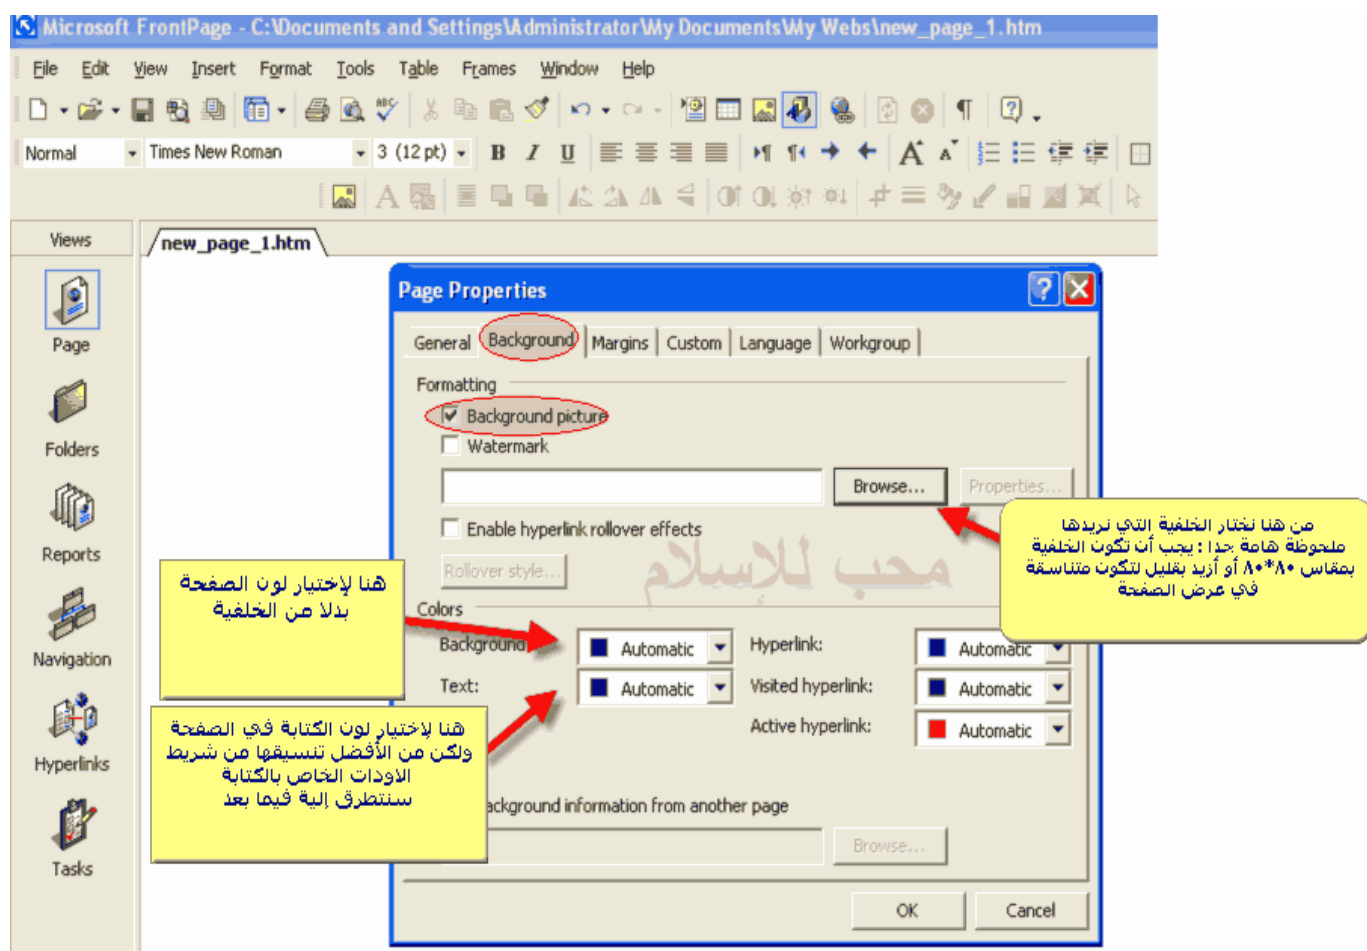 Microsoft FrontPage - C:\Documents and Settings\Administrator\My Documents\My Webs\new_page_1.htm
File Edit View Insert Format Tools Table Frames Window Help
Normal Times New Roman 3 (12 pt) B I U
Views
new_page_1.htm
Page
Folders
Reports
Navigation
Hyperlinks
Tasks
Page Properties
General Background Margins Custom Language Workgroup
Formatting
Background picture
Watermark
Browse... Properties...
من هنا نختار الخلفية التي نريدها
ملحوظة هامة جدا : يجب أن تكون الخلفية
بمقاس ٨٠*٨٠ أو أزيد بقليل لتكون متناسقة
في عرض الصفحة
Enable hyperlink rollover effects
Rollover style...
محب للإسلام
هنا لإختيار لون الصفحة
بدلا من الخلفية
Colors
Background: Automatic Hyperlink: Automatic
Text: Automatic Visited hyperlink: Automatic
Active hyperlink: Automatic
هنا لإختيار لون الكتابة في الصفحة
ولكن من الأفضل تنسيقها من شريط
الاودات الخاص بالكتابة
سنتطرق إلية فيما بعد
ackground information from another page
Browse...
OK Cancel